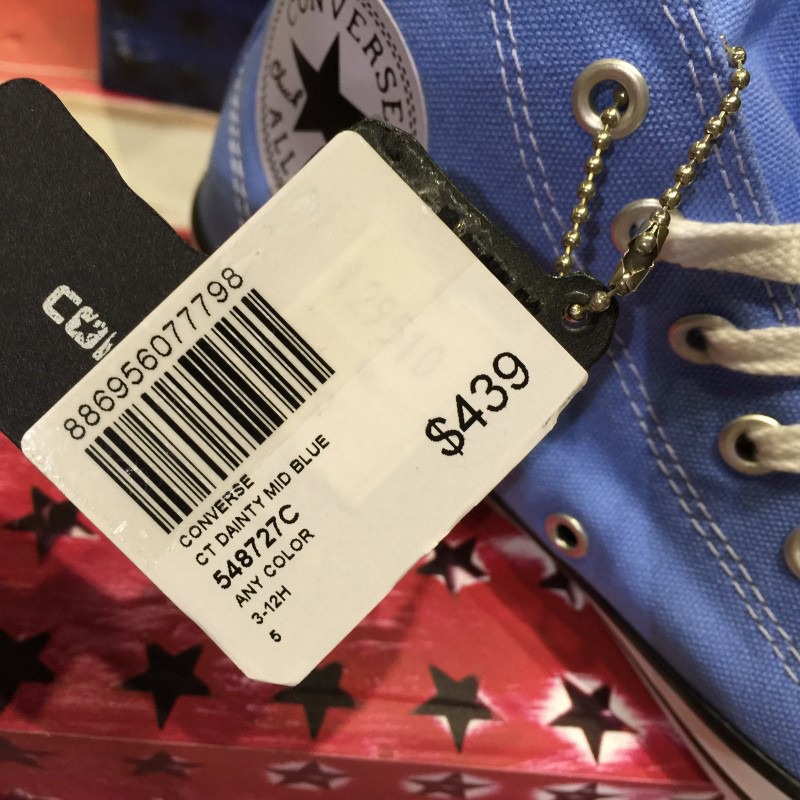 CONVERSE
ALL
886956077798
$439
CONVERSE
CT DAINTY MID BLUE
548727C
ANY COLOR
3-12H
5